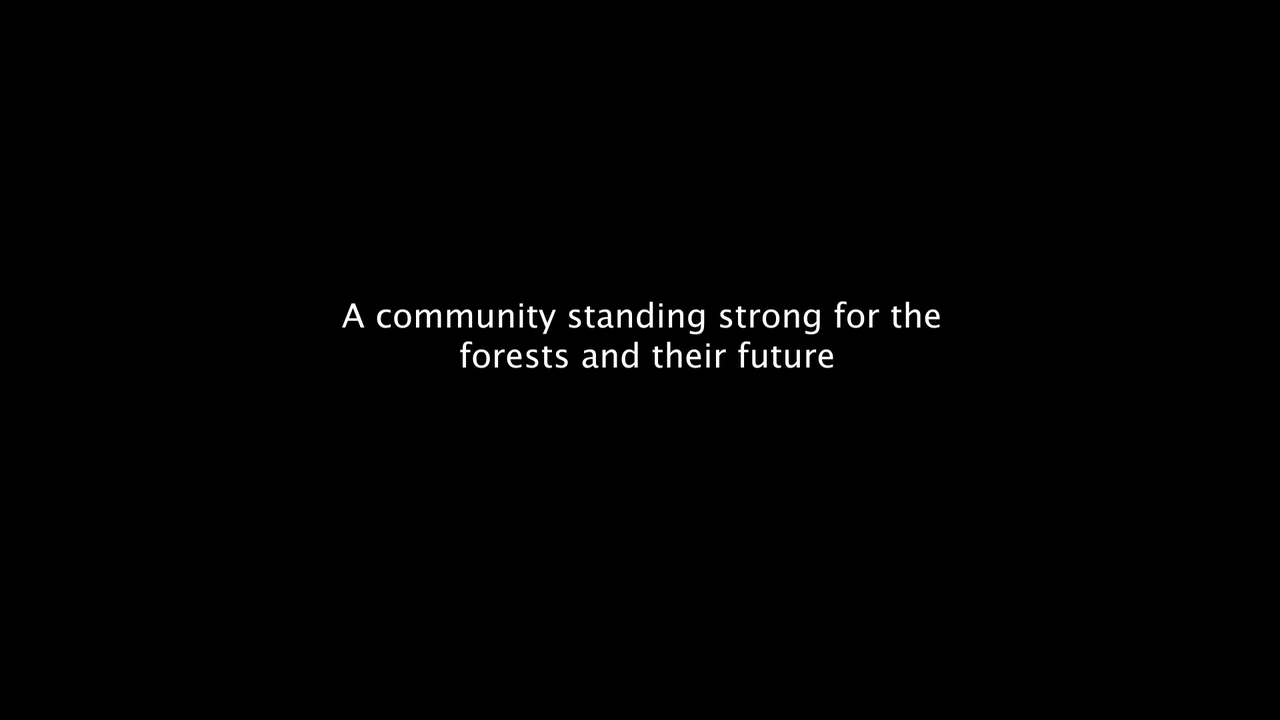 A community standing strong for the
forests and their future